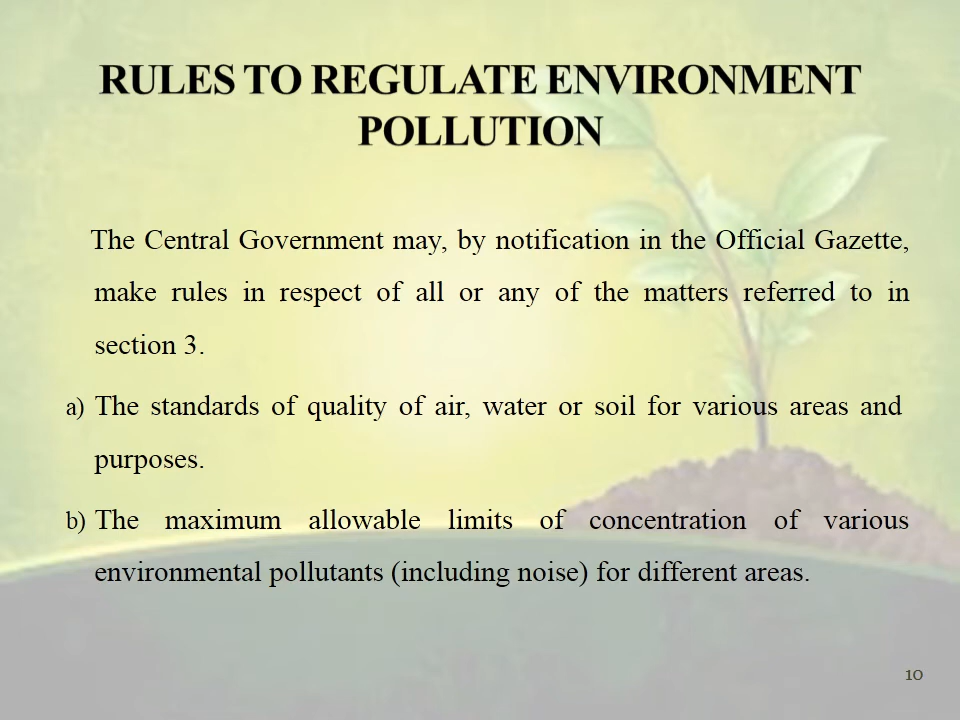 RULES TO REGULATE ENVIRONMENT
POLLUTION
The Central Government may, by notification in the Official Gazette,
make rules in respect of all or any of the matters referred to in
section 3.
a) The standards of quality of air, water or soil for various areas and
purposes.
b) The maximum allowable limits of concentration of various
environmental pollutants (including noise) for different areas.
10